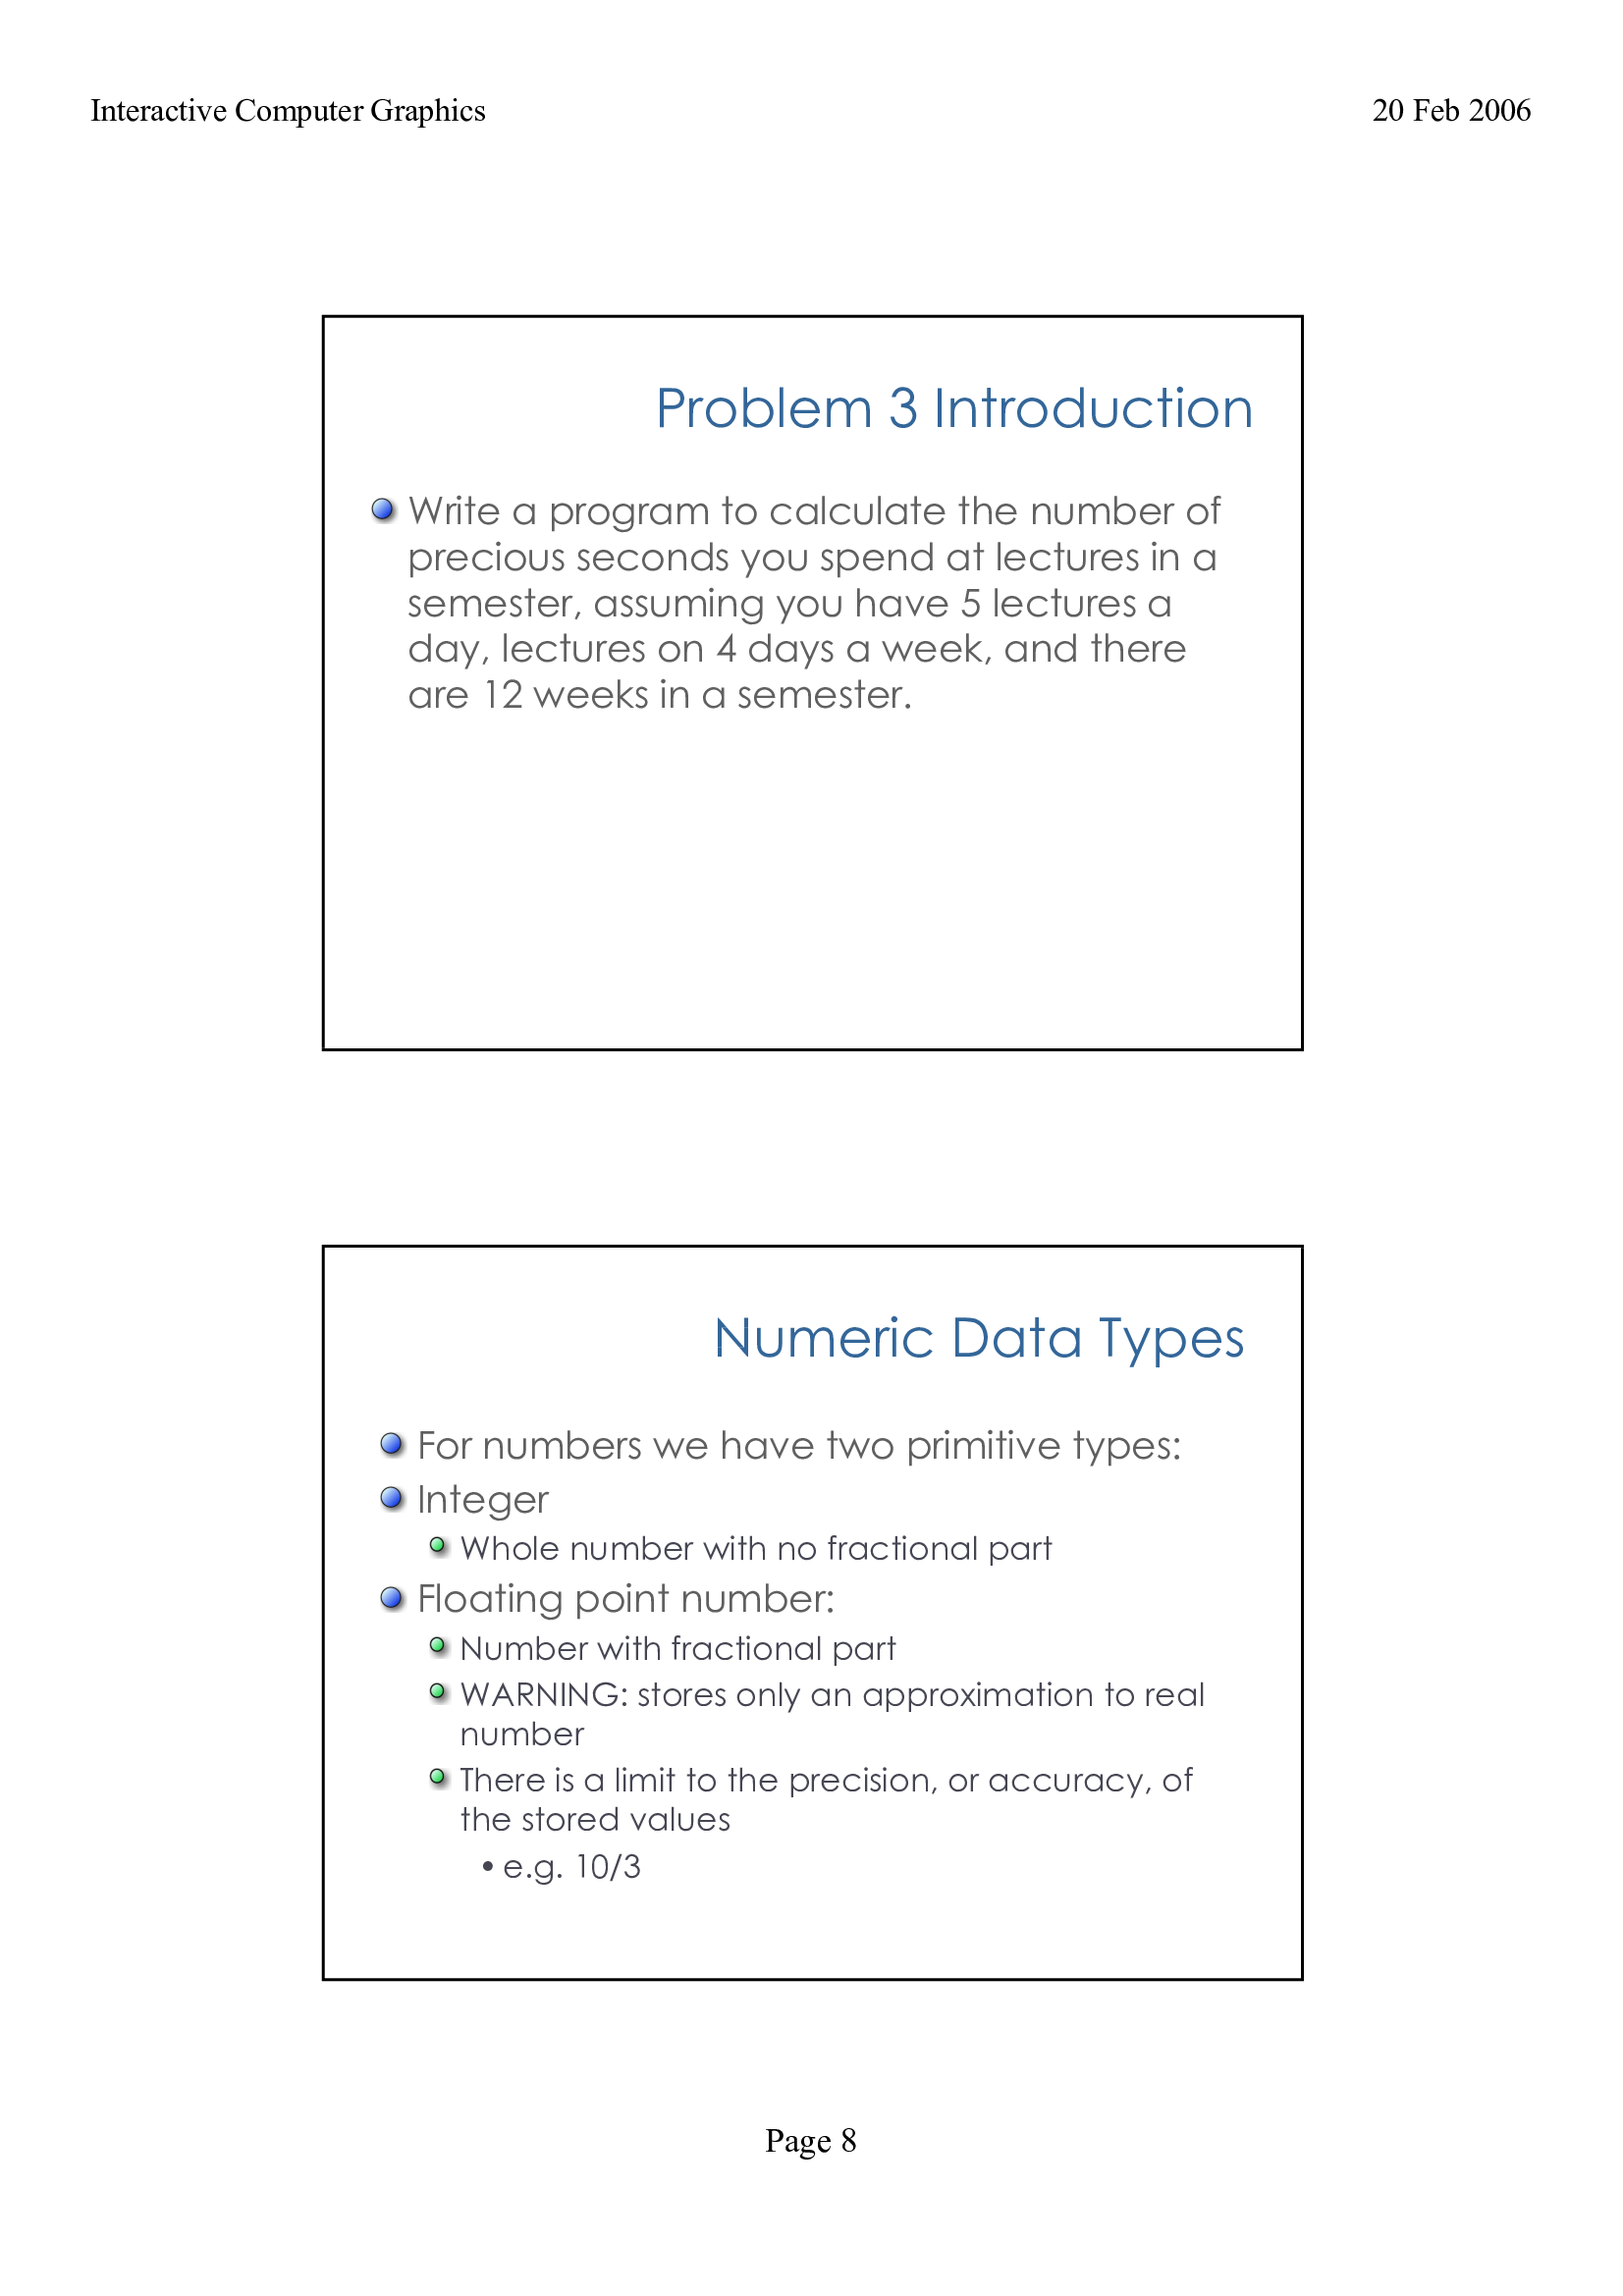 Interactive Computer Graphics
20 Feb 2006
Problem 3 Introduction
Write a program to calculate the number of
precious seconds you spend at lectures in a
semester, assuming you have 5 lectures a
day, lectures on 4 days a week, and there
are 12 weeks in a semester.
Numeric Data Types
For numbers we have two primitive types:
Integer
Whole number with no fractional part
Floating point number:
Number with fractional part
WARNING: stores only an approximation to real
number
There is a limit to the precision, or accuracy, of
the stored values
• e.g. 10/3
Page 8